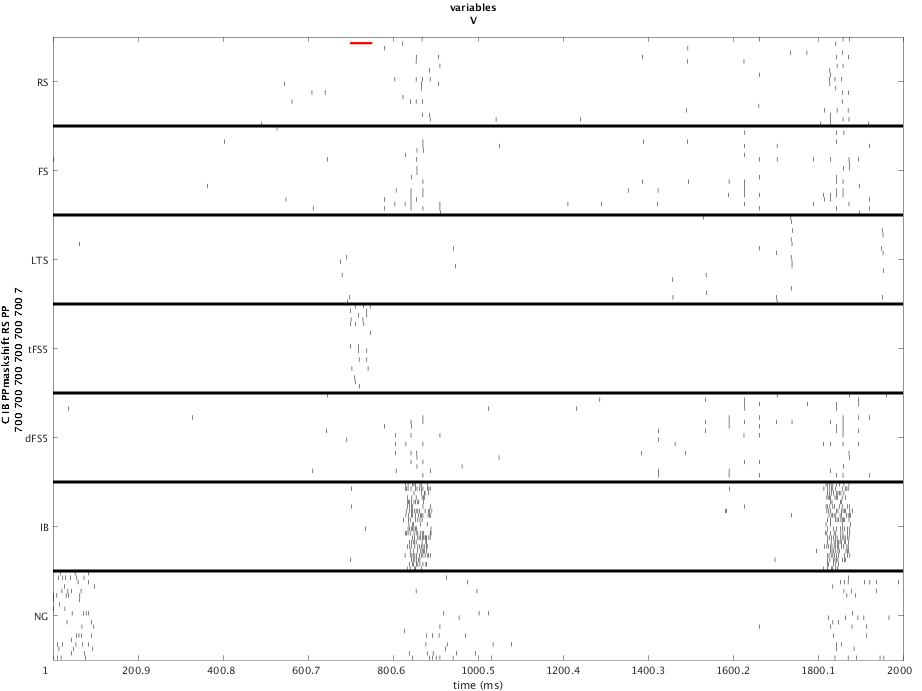 variables
V
RS
FS
LTS
tFS5
dFS5
IB
NG
C IB PPmaskshift RS PP
700 700 700 700 700 700 700 7
1
200.9
400.8
600.7
800.6
1000.5
1200.4
1400.3
1600.2
1800.1
2000
time (ms)